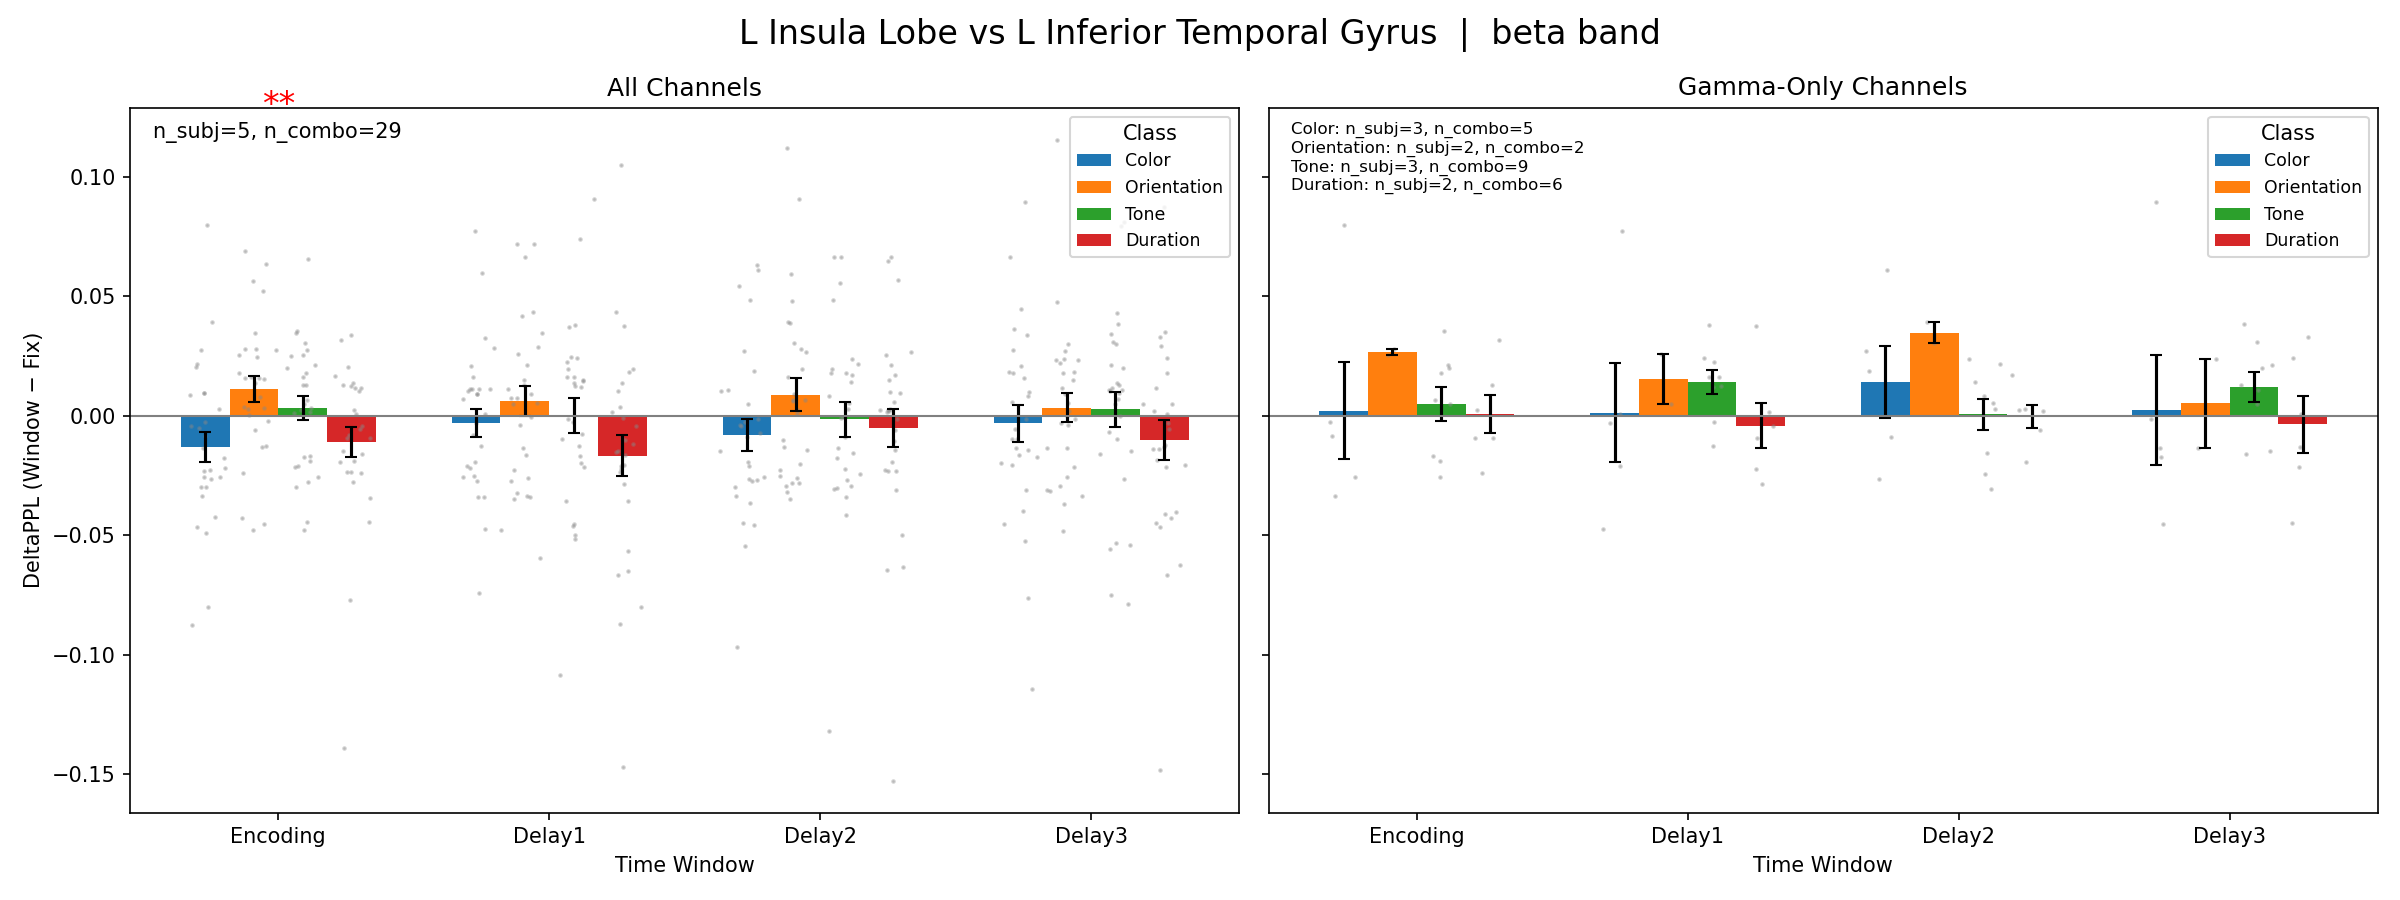 L Insula Lobe vs L Inferior Temporal Gyrus | beta band
All Channels
**
n_subj=5, n_combo=29
Class
Color
Orientation
Tone
Duration
0.10
0.05
0.00
−0.05
−0.10
−0.15
DeltaPPL (Window − Fix)
Encoding
Delay1
Delay2
Delay3
Time Window
Gamma-Only Channels
Color: n_subj=3, n_combo=5
Orientation: n_subj=2, n_combo=2
Tone: n_subj=3, n_combo=9
Duration: n_subj=2, n_combo=6
Class
Color
Orientation
Tone
Duration
Encoding
Delay1
Delay2
Delay3
Time Window